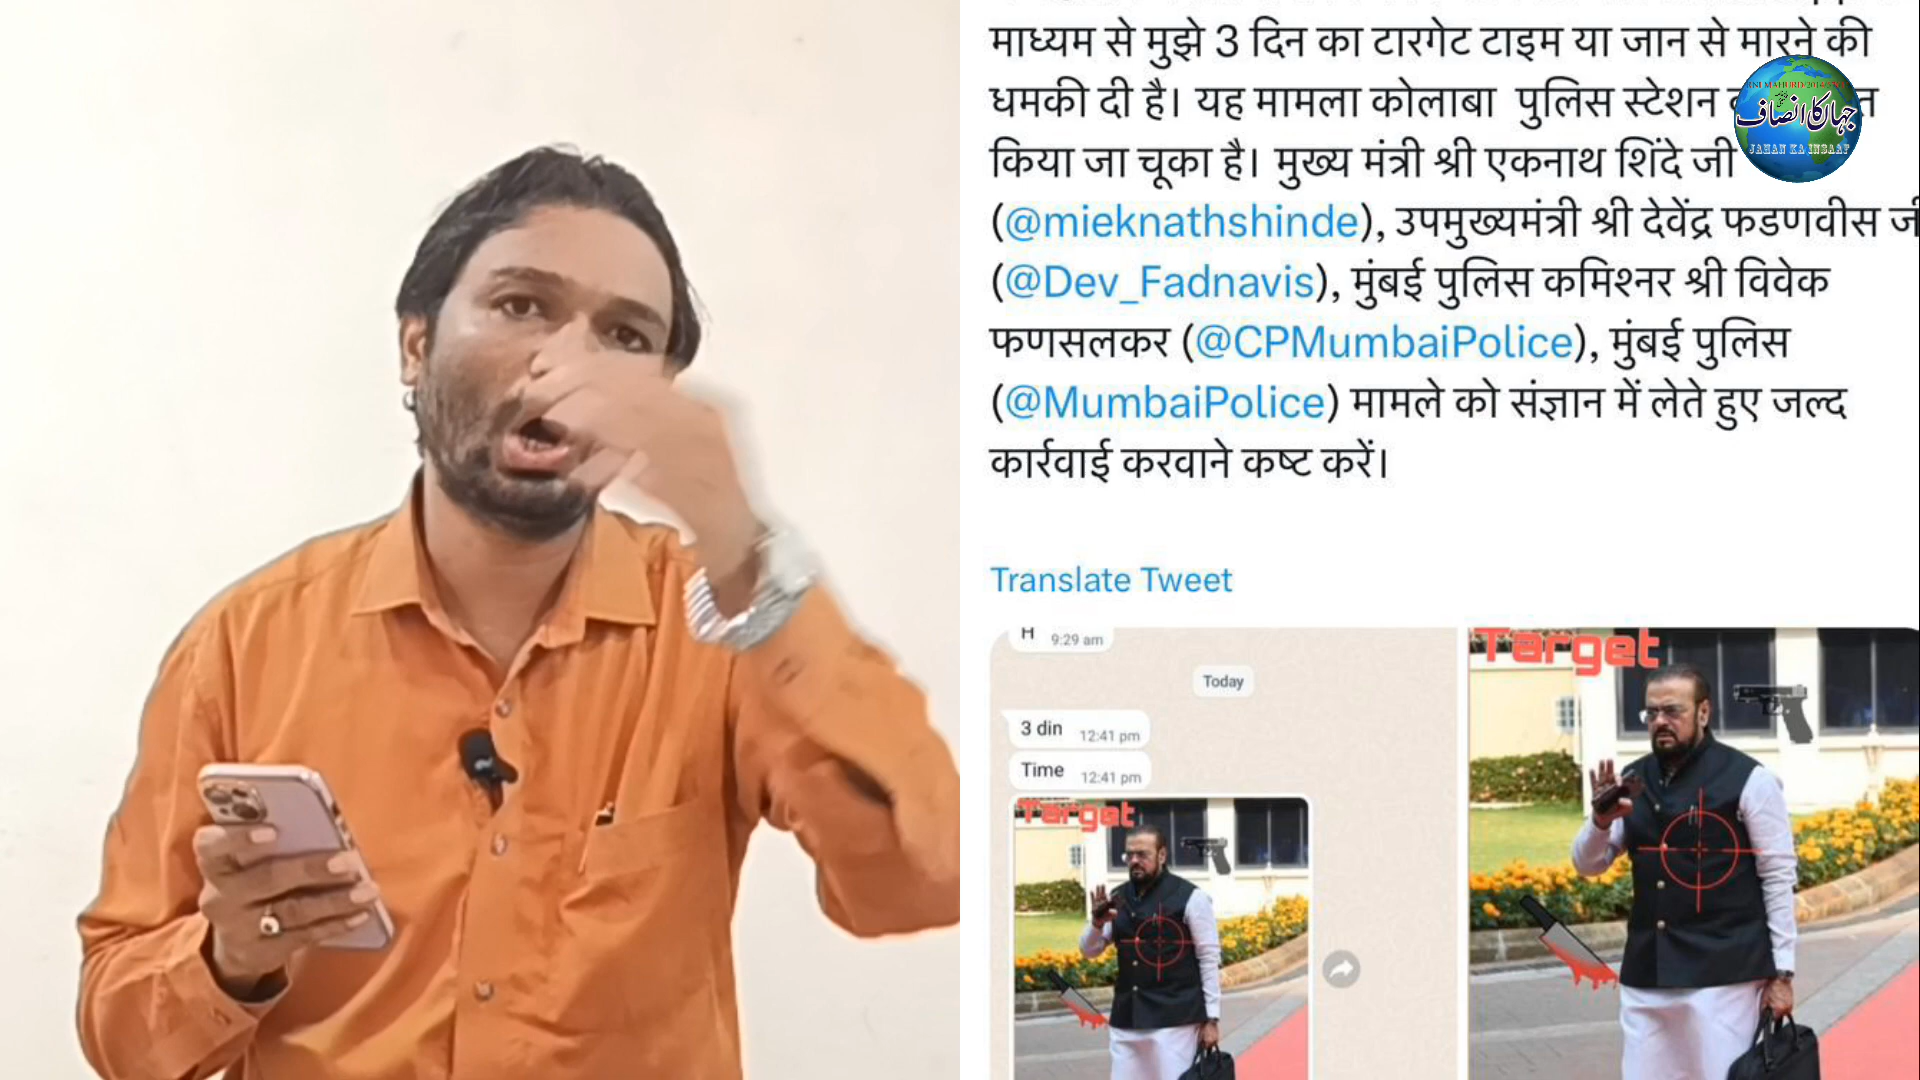 माध्यम से मुझे 3 दिन का टारगेट टाइम या जान से मारने की
धमकी दी है। यह मामला कोलाबा पुलिस स्टेशन
किया जा चूका है। मुख्य मंत्री श्री एकनाथ शिंदे जी
(@mieknathshinde), उपमुख्यमंत्री श्री देवेंद्र फडणवीस जी
(@Dev_Fadnavis), मुंबई पुलिस कमिश्नर श्री विवेक
फणसलकर (@CPMumbaiPolice), मुंबई पुलिस
(@MumbaiPolice) मामले को संज्ञान में लेते हुए जल्द
कार्रवाई करवाने कष्ट करें।
جہان کا انصاف
JAHAN KA INSAAF
Translate Tweet
H 9:29 am
Today
3 din 12:41 pm
Time 12:41 pm
Target
Target